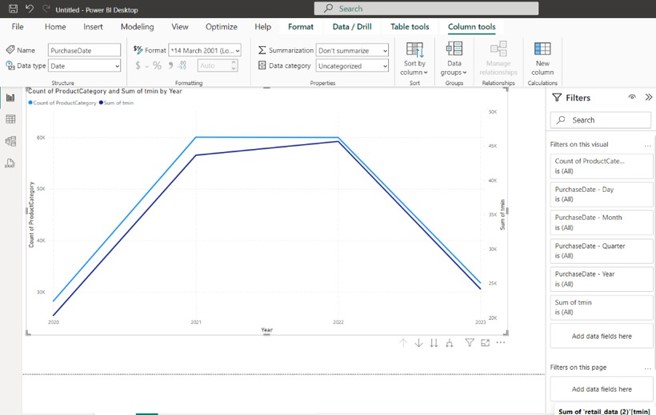 Untitled - Power BI Desktop
Search
File Home Insert Modeling View Optimize Help Format Data / Drill Table tools Column tools
Name PurchaseDate
Data type Date
Structure
Format *14 March 2001 (Lo...
$ % Auto
Formatting
Summarization Don't summarize
Data category Uncategorized
Properties
Sort by
column
Sort
Data
groups
Groups
Manage
relationships
Relationships
New
column
Calculations
Count of ProductCategory and Sum of tmin by Year
Count of ProductCategory Sum of tmin
Count of ProductCategory
60K
50K
40K
30K
50K
45K
40K
35K
30K
25K
20K
Sum of tmin
2020 2021 2022 2023
Year
Filters
Search
Filters on this visual ...
Count of ProductCate...
is (All)
PurchaseDate - Day
is (All)
PurchaseDate - Month
is (All)
PurchaseDate - Quarter
is (All)
PurchaseDate - Year
is (All)
Sum of tmin
is (All)
Add data fields here
Filters on this page ...
Add data fields here
Sum of 'retail_data (2)'[tmin]